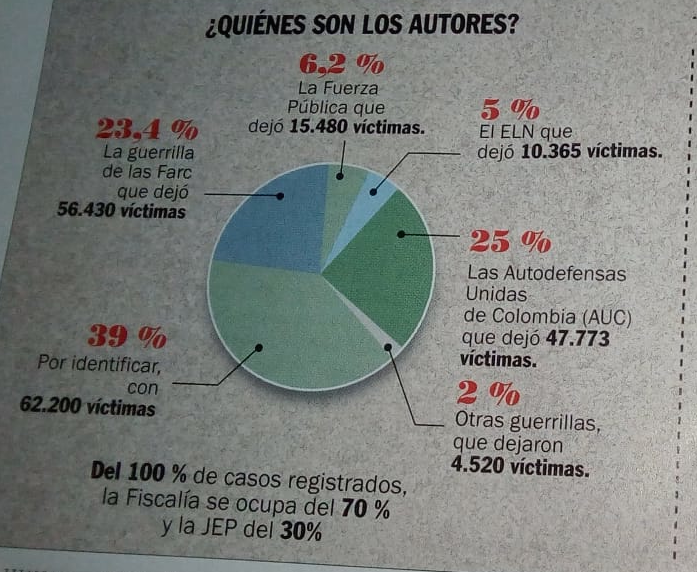 ¿QUIÉNES SON LOS AUTORES?
6,2 %
La Fuerza
Pública que
dejó 15.480 víctimas.
5 %
El ELN que
dejó 10.365 víctimas.
23,4 %
La guerrilla
de las Farc
que dejó
56.430 víctimas
25 %
Las Autodefensas
Unidas
de Colombia (AUC)
que dejó 47.773
víctimas.
39 %
Por identificar,
con
62.200 víctimas
2 %
Otras guerrillas,
que dejaron
4.520 víctimas.
Del 100 % de casos registrados,
la Fiscalía se ocupa del 70 %
y la JEP del 30%